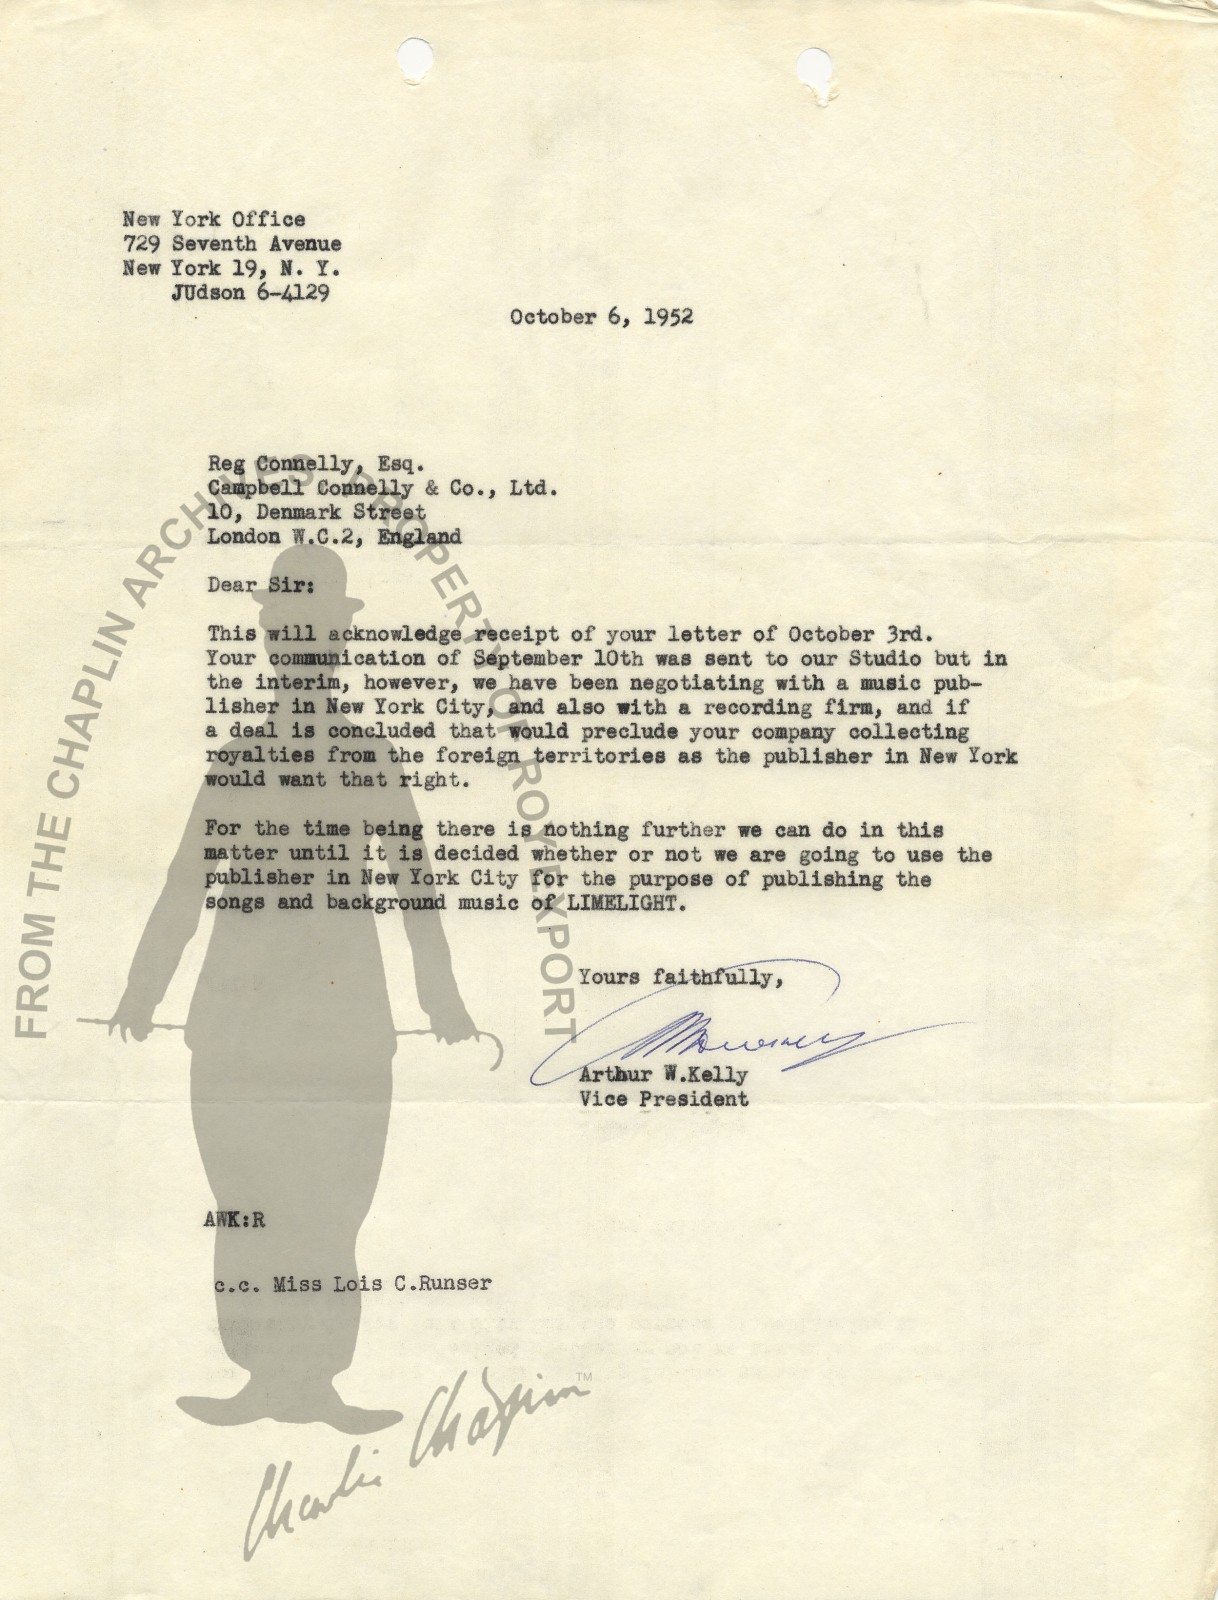 New York Office
729 Seventh Avenue
New York 19, N. Y.
JUdson 6-4129
October 6, 1952
Reg Connelly, Esq.
Campbell Connelly & Co., Ltd.
10, Denmark Street
London W.C.2, England
Dear Sir:
This will acknowledge receipt of your letter of October 3rd.
Your communication of September 10th was sent to our Studio but in
the interim, however, we have been negotiating with a music pub-
lisher in New York City, and also with a recording firm, and if
a deal is concluded that would preclude your company collecting
royalties from the foreign territories as the publisher in New York
would want that right.
For the time being there is nothing further we can do in this
matter until it is decided whether or not we are going to use the
publisher in New York City for the purpose of publishing the
songs and background music of LIMELIGHT.
Yours faithfully,
Arthur W.Kelly
Vice President
AWK:R
c.c. Miss Lois C.Runser
FROM THE CHAPLIN ARCHIVES PROPERTY OF ROY EXPORT
Charlie Chaplin TM